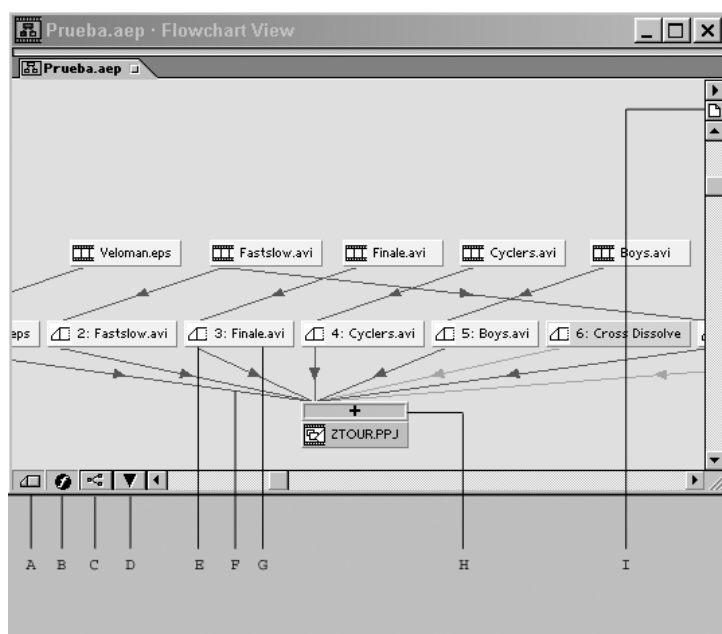 Prueba.aep · Flowchart View
Prueba.aep
Veloman.eps
Fastslow.avi
Finale.avi
Cyclers.avi
Boys.avi
eps
2: Fastslow.avi
3: Finale.avi
4: Cyclers.avi
5: Boys.avi
6: Cross Dissolve
+
ZTOUR.PPJ
A B C D E F G H I